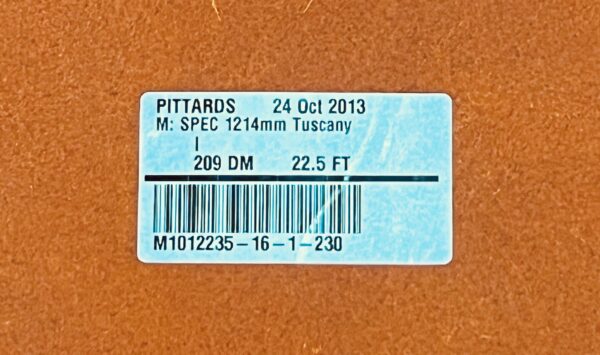 PITTARDS 24 Oct 2013
M: SPEC 1214mm Tuscany
I
209 DM 22.5 FT
M1012235-16-1-230